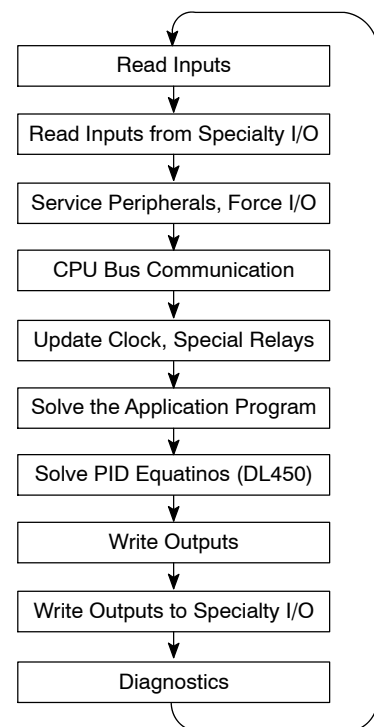 Read Inputs
Read Inputs from Specialty I/O
Service Peripherals, Force I/O
CPU Bus Communication
Update Clock, Special Relays
Solve the Application Program
Solve PID Equatinos (DL450)
Write Outputs
Write Outputs to Specialty I/O
Diagnostics